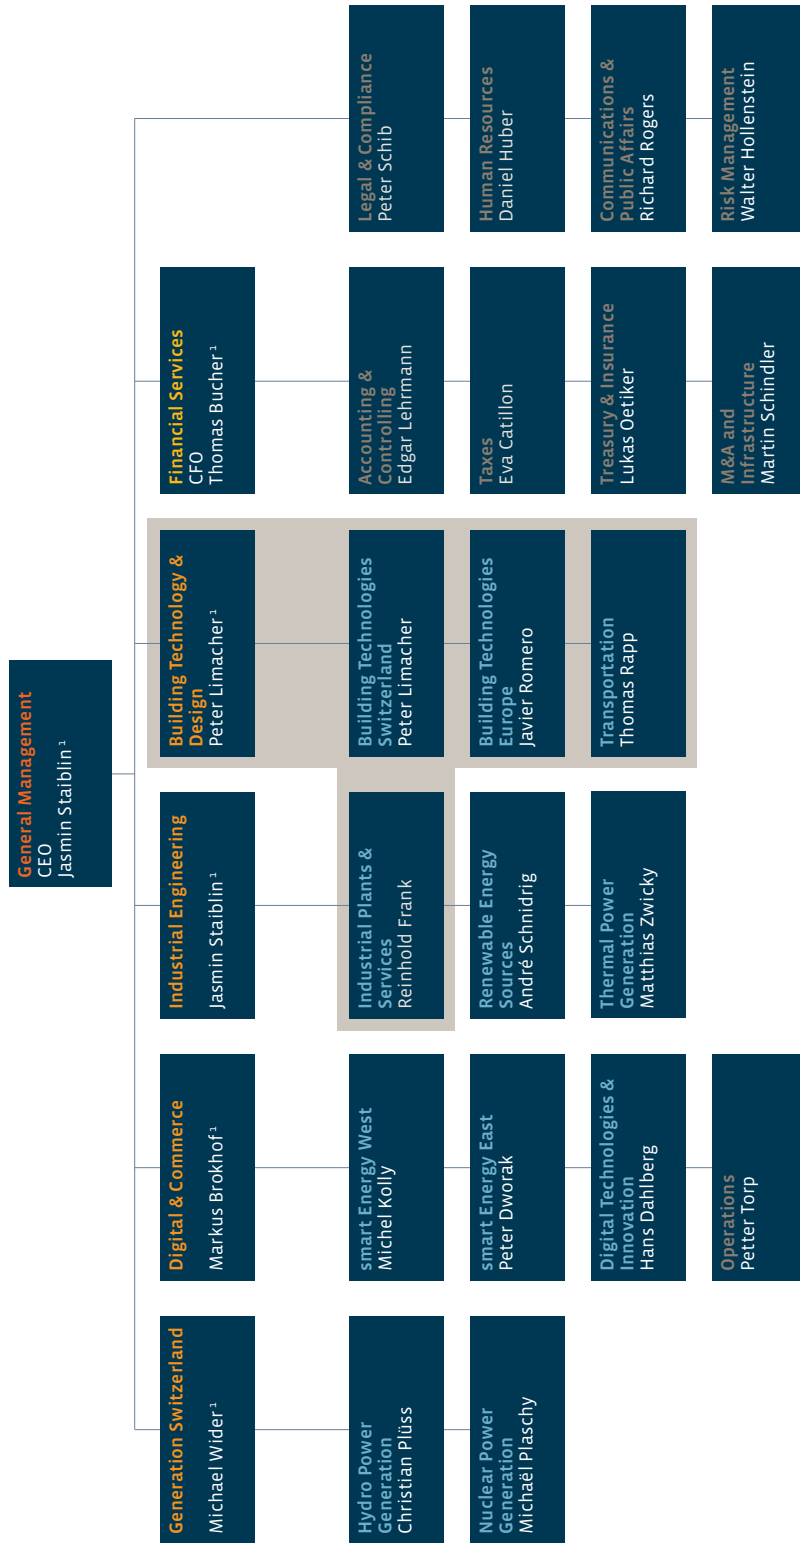 General Management
CEO
Jasmin Staiblin¹
Generation Switzerland
Michael Wider¹
Digital & Commerce
Markus Brokhof¹
Industrial Engineering
Jasmin Staiblin¹
Building Technology &
Design
Peter Limacher¹
Financial Services
CFO
Thomas Bucher¹
Hydro Power
Generation
Christian Plüss
smart Energy West
Michel Kolly
Industrial Plants &
Services
Reinhold Frank
Building Technologies
Switzerland
Peter Limacher
Accounting &
Controlling
Edgar Lehrmann
Legal & Compliance
Peter Schib
Nuclear Power
Generation
Michaël Plaschy
smart Energy East
Peter Dworak
Renewable Energy
Sources
André Schnidrig
Building Technologies
Europe
Javier Romero
Taxes
Eva Catillon
Human Resources
Daniel Huber
Digital Technologies &
Innovation
Hans Dahlberg
Thermal Power
Generation
Matthias Zwicky
Transportation
Thomas Rapp
Treasury & Insurance
Lukas Oetiker
Communications &
Public Affairs
Richard Rogers
Operations
Petter Torp
M&A and
Infrastructure
Martin Schindler
Risk Management
Walter Hollenstein